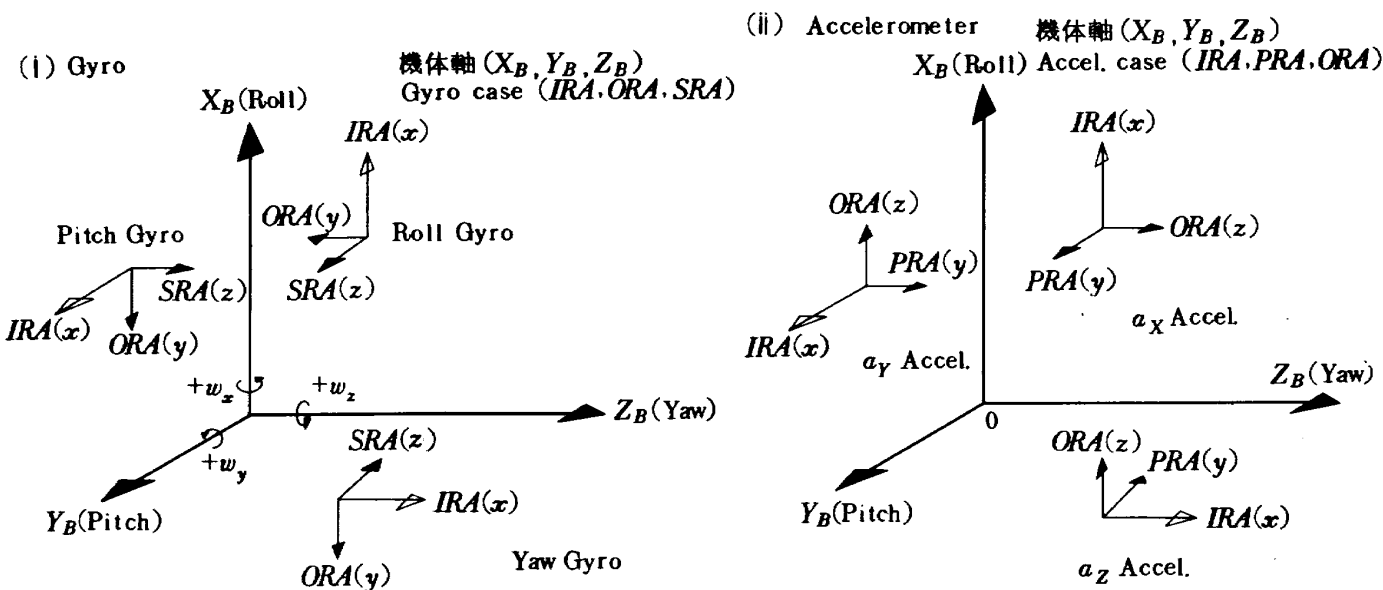 (i) Gyro
機体軸 (X_B, Y_B, Z_B)
Gyro case (IRA, ORA, SRA)
X_B (Roll)
IRA(x)
ORA(y)
Roll Gyro
SRA(z)
Pitch Gyro
SRA(z)
IRA(x)
ORA(y)
+w_x
+w_z
Z_B (Yaw)
+w_y
Y_B (Pitch)
SRA(z)
IRA(x)
ORA(y)
Yaw Gyro
(ii) Accelerometer
機体軸 (X_B, Y_B, Z_B)
X_B (Roll)
Accel. case (IRA, PRA, ORA)
IRA(x)
ORA(z)
PRA(y)
a_X Accel.
ORA(z)
PRA(y)
IRA(x)
a_Y Accel.
Z_B (Yaw)
0
Y_B (Pitch)
ORA(z)
PRA(y)
IRA(x)
a_Z Accel.